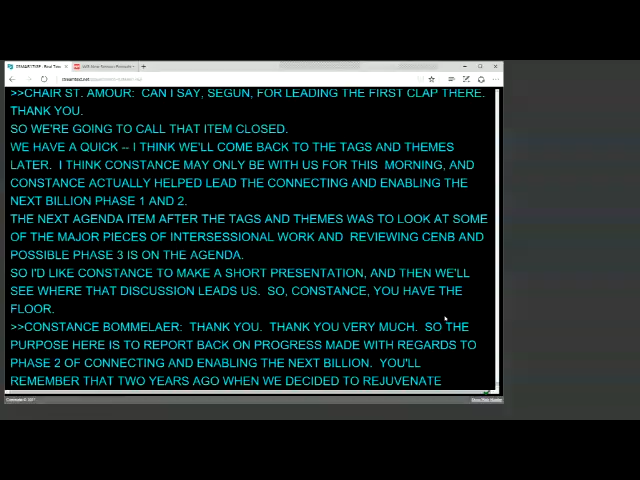 >>CHAIR ST. AMOUR:  CAN I SAY, SEGUN, FOR LEADING THE FIRST CLAP THERE.
THANK YOU.
SO WE'RE GOING TO CALL THAT ITEM CLOSED.
WE HAVE A QUICK -- I THINK WE'LL COME BACK TO THE TAGS AND THEMES
LATER.  I THINK CONSTANCE MAY ONLY BE WITH US FOR THIS  MORNING, AND
CONSTANCE ACTUALLY HELPED LEAD THE CONNECTING AND ENABLING THE
NEXT BILLION PHASE 1 AND 2.
THE NEXT AGENDA ITEM AFTER THE TAGS AND THEMES WAS TO LOOK AT SOME
OF THE MAJOR PIECES OF INTERSESSIONAL WORK AND  REVIEWING CENB AND
POSSIBLE PHASE 3 IS ON THE AGENDA.
SO I'D LIKE CONSTANCE TO MAKE A SHORT PRESENTATION, AND THEN WE'LL
SEE WHERE THAT DISCUSSION LEADS US.  SO, CONSTANCE, YOU HAVE THE
FLOOR.
>>CONSTANCE BOMMELAER:  THANK YOU.  THANK YOU VERY MUCH.  SO THE
PURPOSE HERE IS TO REPORT BACK ON PROGRESS MADE WITH REGARDS TO
PHASE 2 OF CONNECTING AND ENABLING THE NEXT BILLION.  YOU'LL
REMEMBER THAT TWO YEARS AGO WHEN WE DECIDED TO REJUVENATE